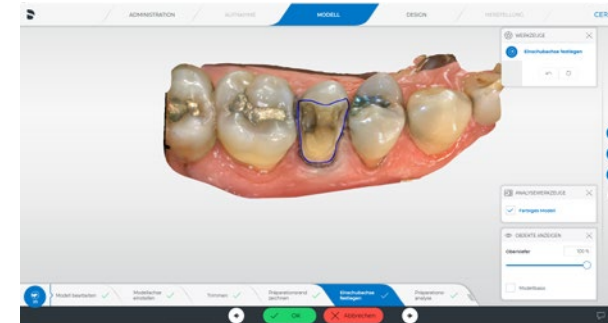 ADMINISTRATION
AUFNAHME
MODELL
DESIGN
HERSTELLUNG
CER
WERKZEUGE
Einschubachse festlegen
ANALYSEWERKZEUGE
Farbiges Modell
OBJEKTE ANZEIGEN
Oberkiefer
100 %
Modellbasis
Modell bearbeiten
Modellachse
einstellen
Trimmen
Präparationsrand
zeichnen
Einschubachse
festlegen
Präparations-
analyse
OK
Abbrechen